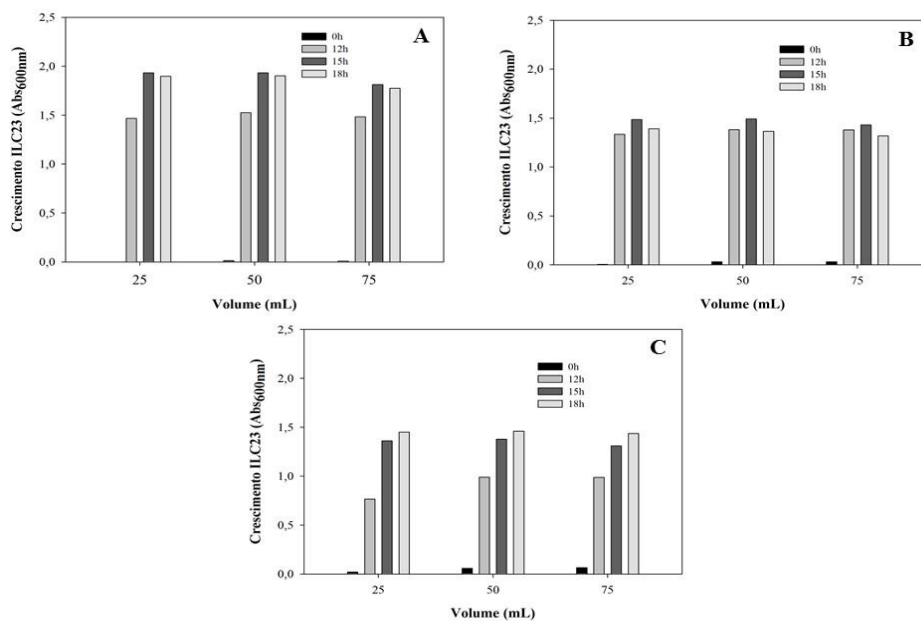 A
Crescimento ILC23 (Abs600nm)
2,5
2,0
1,5
1,0
0,5
0,0
0h
12h
15h
18h
25 50 75
Volume (mL)
B
Crescimento ILC23 (Abs600nm)
2,5
2,0
1,5
1,0
0,5
0,0
0h
12h
15h
18h
25 50 75
Volume (mL)
C
Crescimento ILC23 (Abs600nm)
2,5
2,0
1,5
1,0
0,5
0,0
0h
12h
15h
18h
25 50 75
Volume (mL)